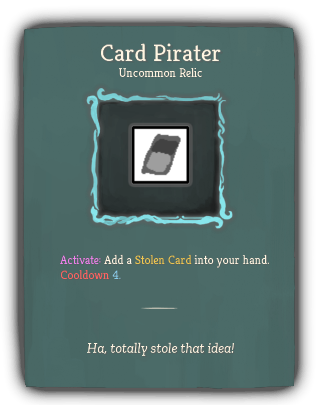 Card Pirater
Uncommon Relic
Activate: Add a Stolen Card into your hand.
Cooldown 4.
Ha, totally stole that idea!